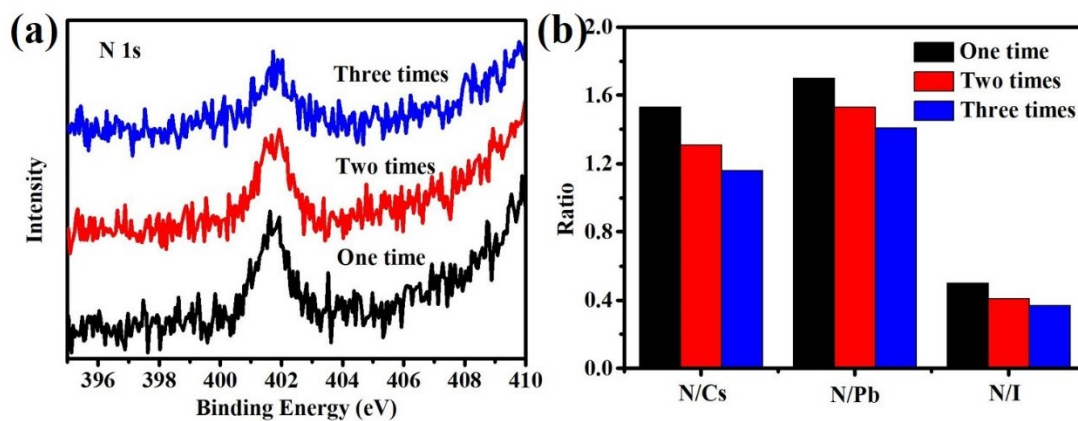 (a)
N 1s
Three times
Two times
One time
Intensity
396 398 400 402 404 406 408 410
Binding Energy (eV)
(b)
2.0
1.6
1.2
0.8
0.4
0.0
Ratio
One time
Two times
Three times
N/Cs N/Pb N/I